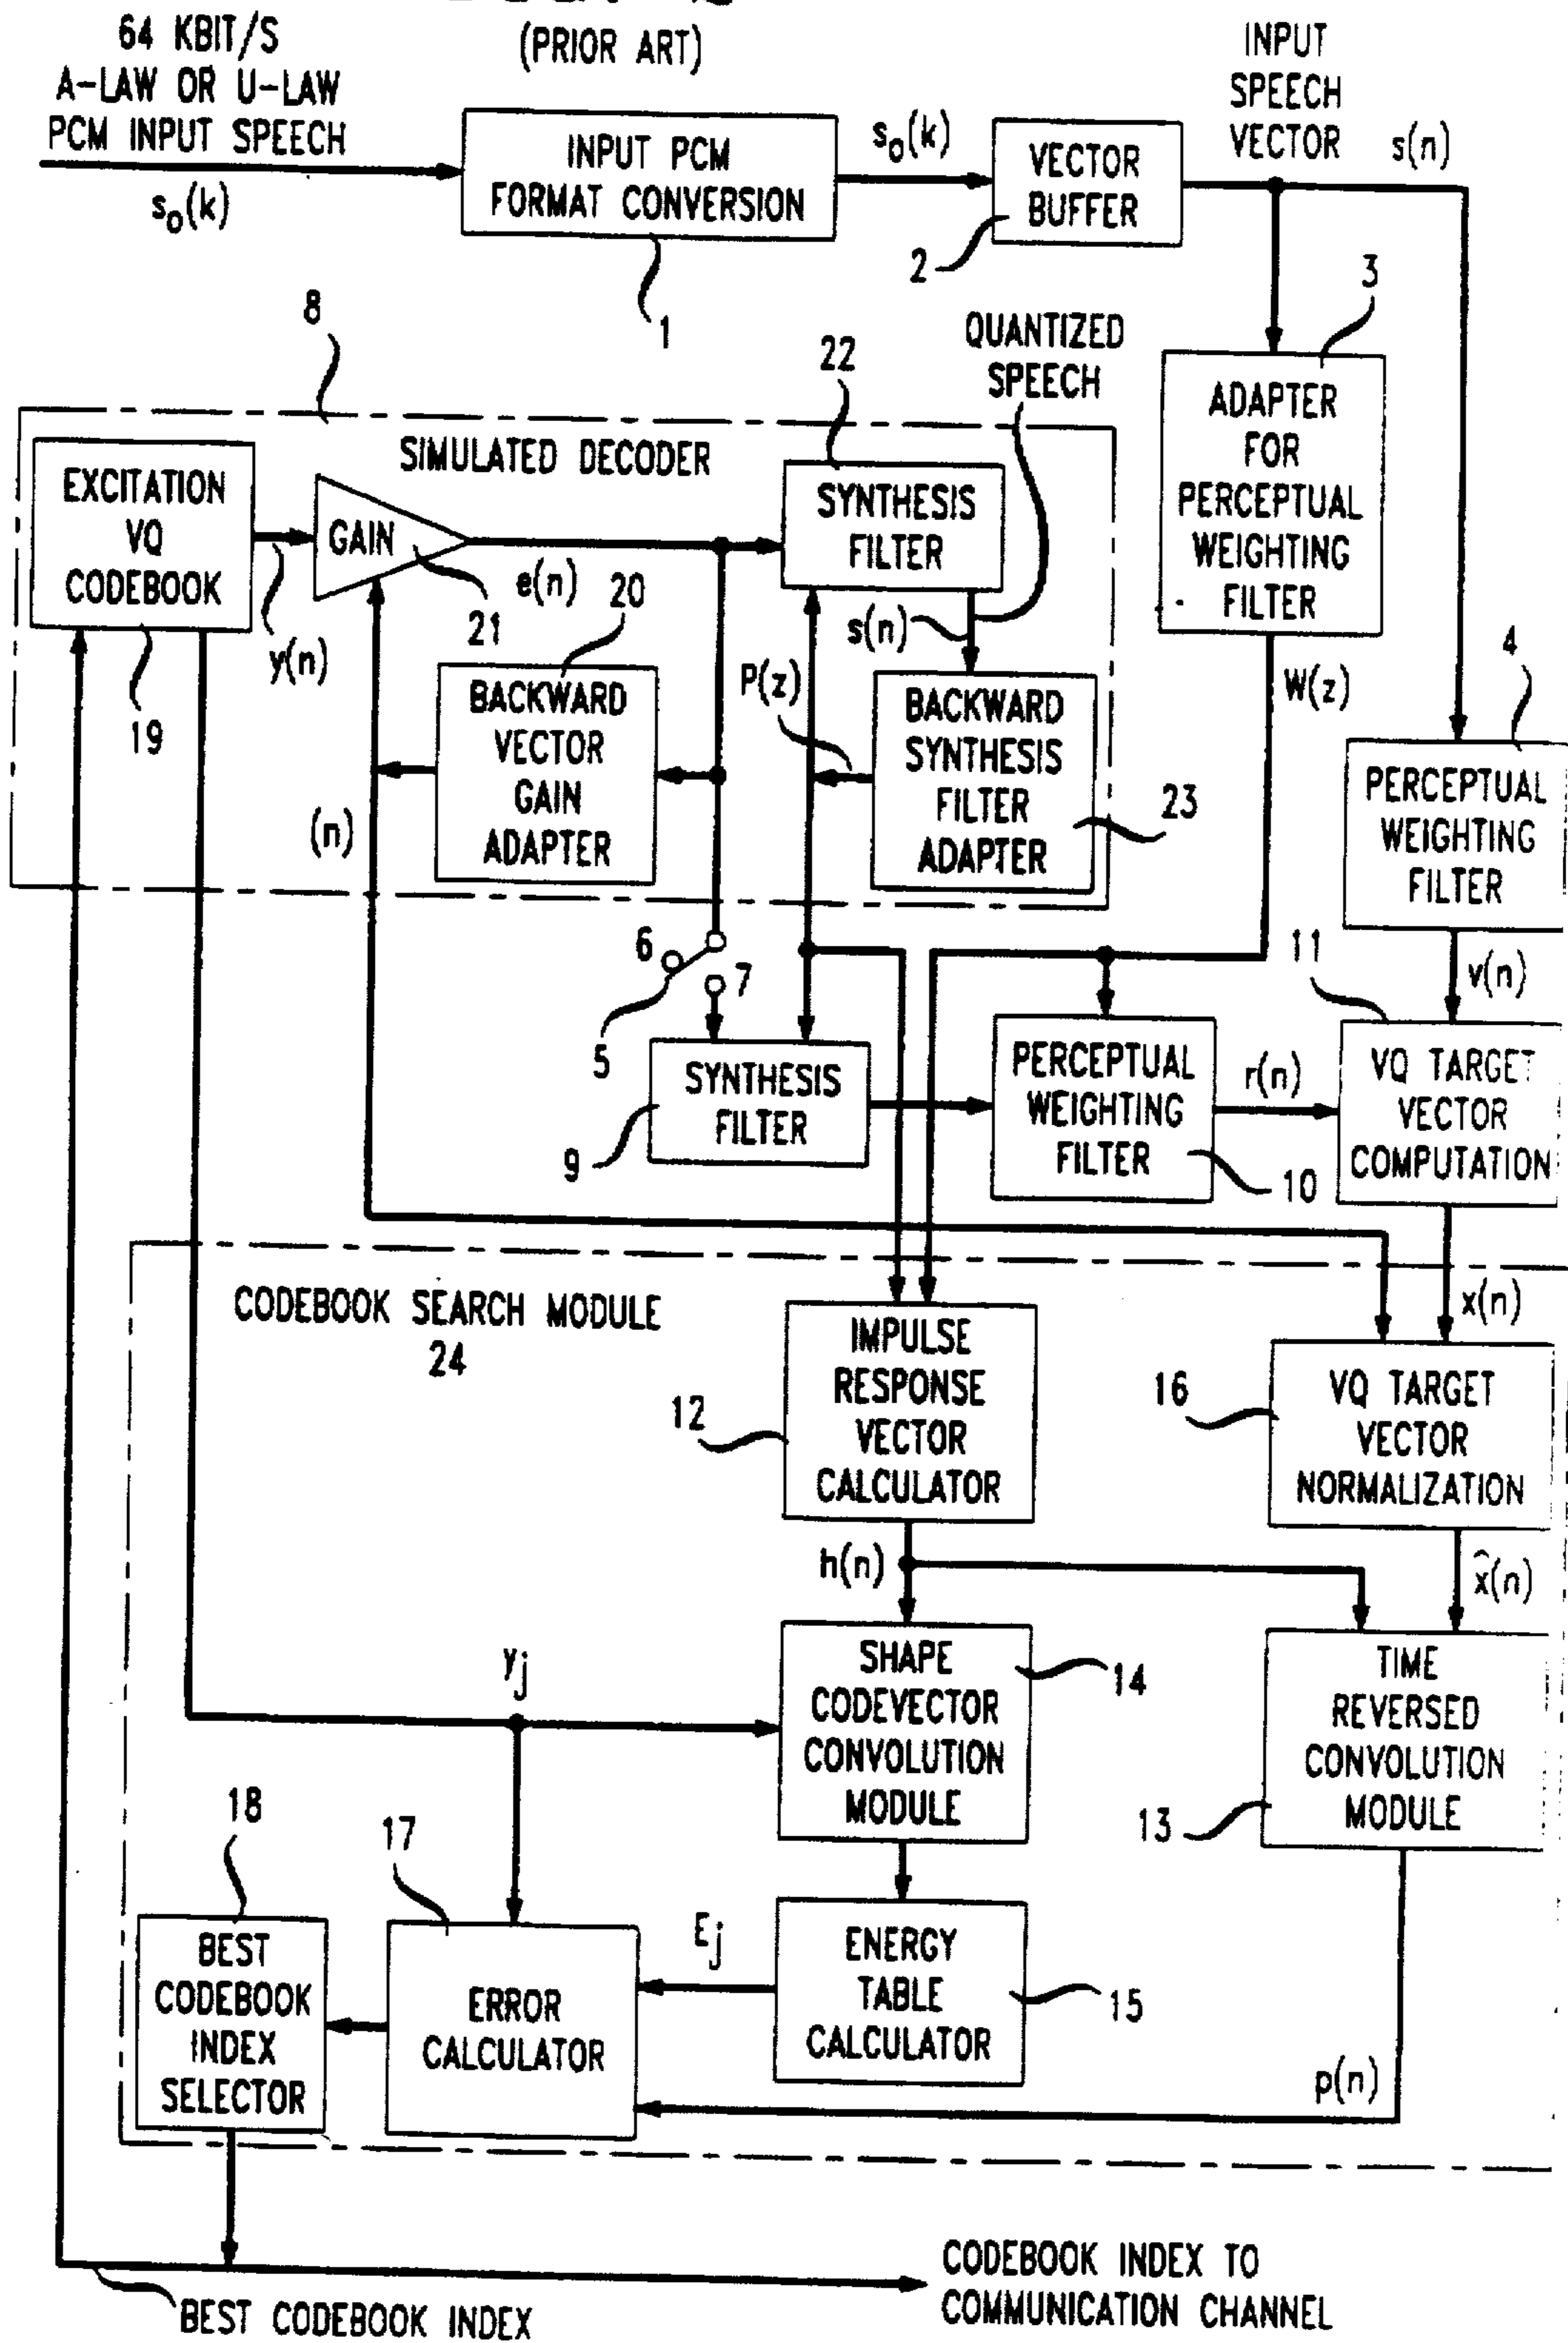 (PRIOR ART)
64 KBIT/S
A-LAW OR U-LAW
PCM INPUT SPEECH
s₀(k)
INPUT PCM
FORMAT CONVERSION
1
s₀(k)
VECTOR
BUFFER
2
INPUT
SPEECH
VECTOR
s(n)
3
ADAPTER
FOR
PERCEPTUAL
WEIGHTING
FILTER
W(z)
8
SIMULATED DECODER
EXCITATION
VQ
CODEBOOK
19
y(n)
GAIN
21
e(n)
22
SYNTHESIS
FILTER
QUANTIZED
SPEECH
s(n)
20
BACKWARD
VECTOR
GAIN
ADAPTER
(n)
P(z)
BACKWARD
SYNTHESIS
FILTER
ADAPTER
23
4
PERCEPTUAL
WEIGHTING
FILTER
v(n)
6
7
5
SYNTHESIS
FILTER
9
PERCEPTUAL
WEIGHTING
FILTER
10
r(n)
11
VQ TARGET
VECTOR
COMPUTATION
x(n)
CODEBOOK SEARCH MODULE
24
IMPULSE
RESPONSE
VECTOR
CALCULATOR
12
16
VQ TARGET
VECTOR
NORMALIZATION
h(n)
x̂(n)
yj
SHAPE
CODEVECTOR
CONVOLUTION
MODULE
14
TIME
REVERSED
CONVOLUTION
MODULE
13
18
BEST
CODEBOOK
INDEX
SELECTOR
17
ERROR
CALCULATOR
Ej
ENERGY
TABLE
CALCULATOR
15
p(n)
BEST CODEBOOK INDEX
CODEBOOK INDEX TO
COMMUNICATION CHANNEL